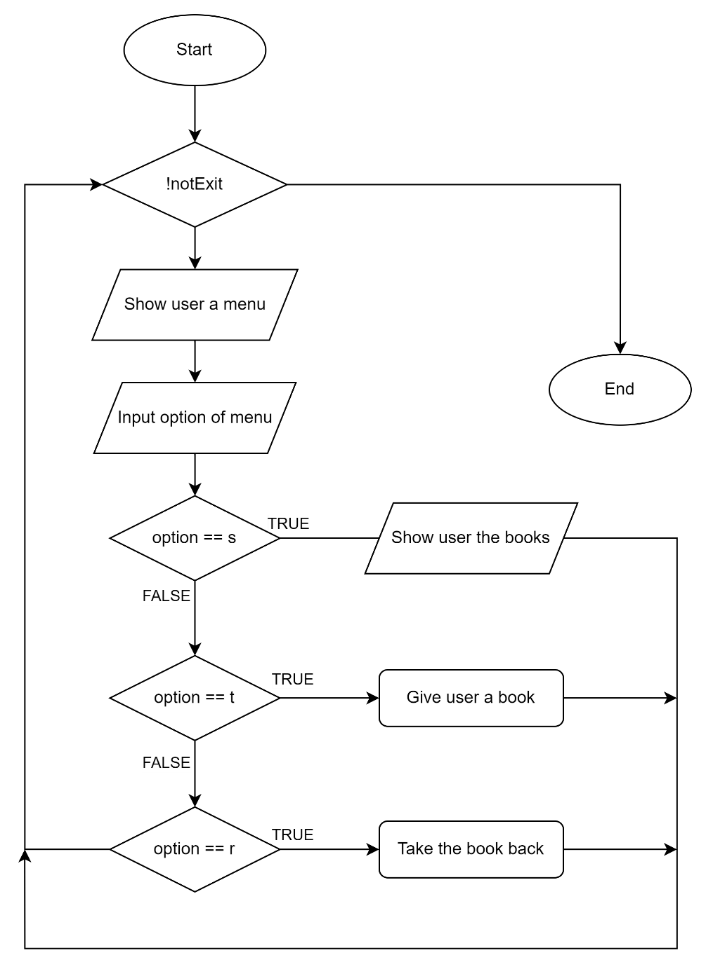 Start
!notExit
Show user a menu
End
Input option of menu
option == s
TRUE
Show user the books
FALSE
option == t
TRUE
Give user a book
FALSE
option == r
TRUE
Take the book back